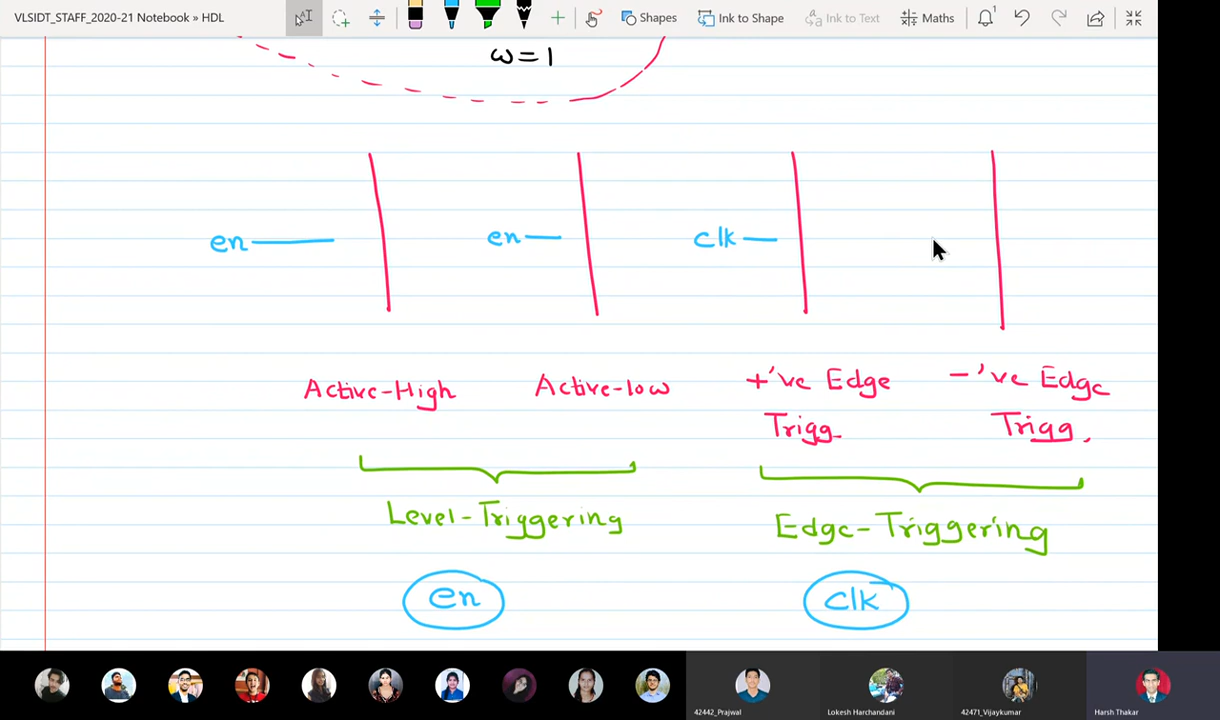 VLSIDT_STAFF_2020-21 Notebook » HDL
Shapes
Ink to Shape
Ink to Text
Maths
ω = 1
en
en
clk
Active-High
Active-low
+'ve Edge
Trigg.
-'ve Edge
Trigg.
Level-Triggering
Edge-Triggering
en
clk
42442_Prajwal
Lokesh Harchandani
42471_Vijaykumar
Harsh Thakar